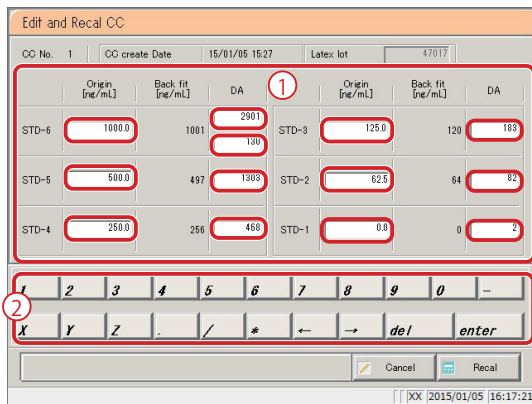 Edit and Recal CC
CC No. 1 CC create Date 15/01/05 15:27 Latex lot 47017
Origin [ng/mL] Back fit [ng/mL] DA 1 Origin [ng/mL] Back fit [ng/mL] DA
STD-6 1000.0 1001 2901 130 STD-3 125.0 120 183
STD-5 500.0 497 1303 STD-2 62.5 64 82
STD-4 250.0 256 468 STD-1 0.0 0 2
1 2 3 4 5 6 7 8 9 0 -
2
X Y Z . / * ← → del enter
Cancel Recal
XX 2015/01/05 16:17:21